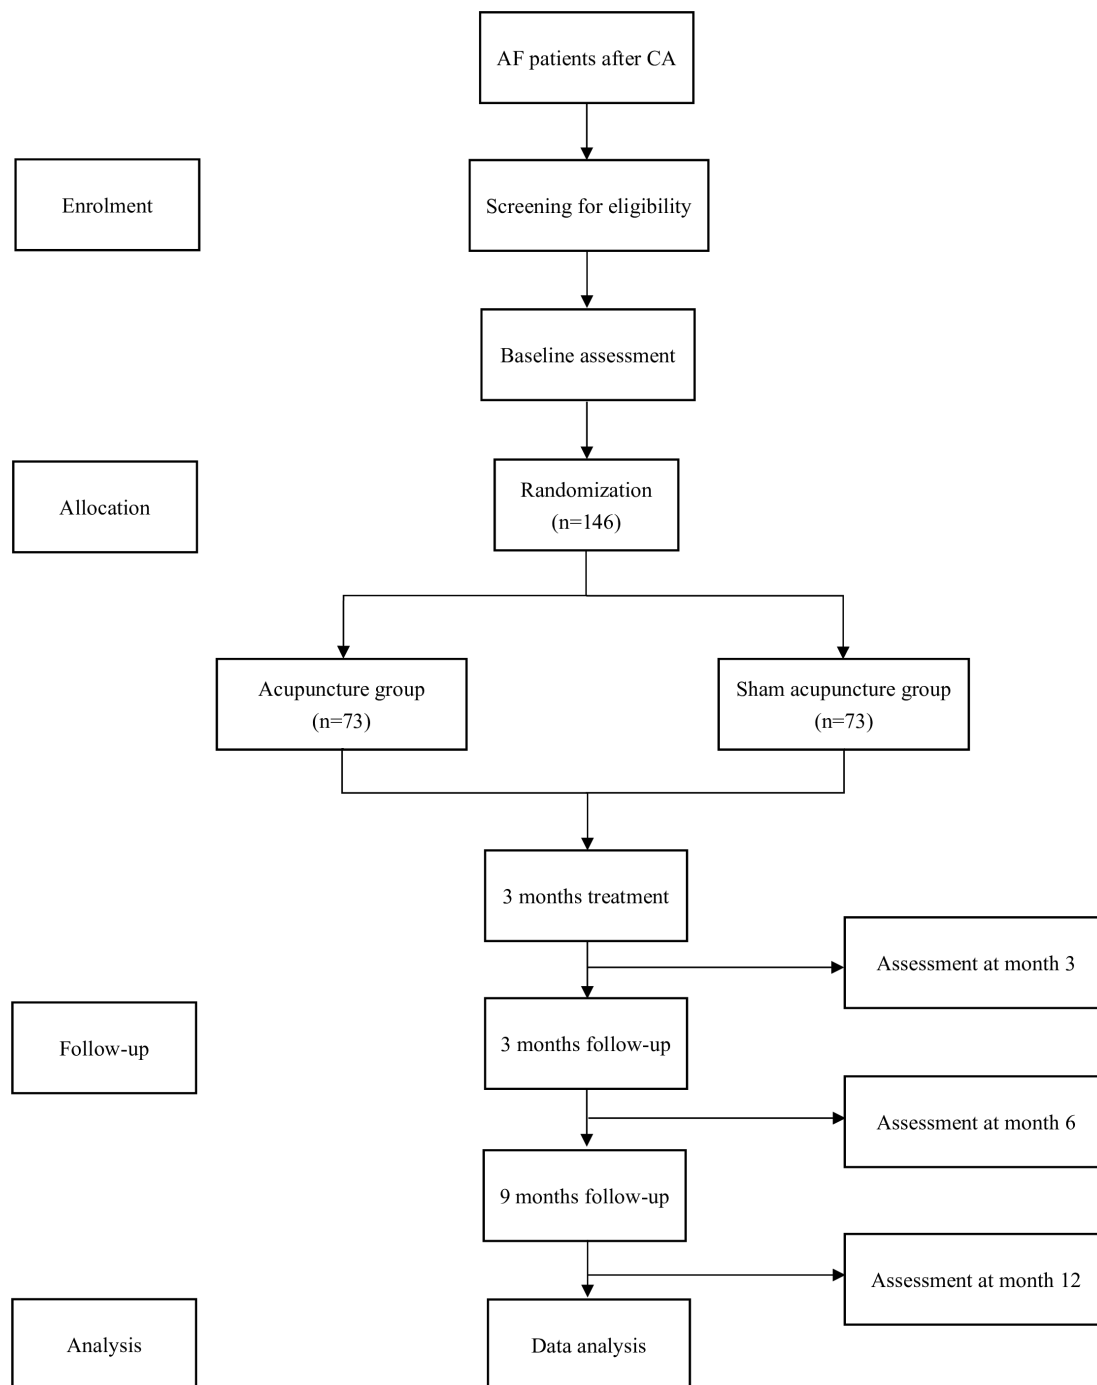 AF patients after CA
Enrolment
Screening for eligibility
Baseline assessment
Allocation
Randomization
(n=146)
Acupuncture group
(n=73)
Sham acupuncture group
(n=73)
3 months treatment
Assessment at month 3
Follow-up
3 months follow-up
Assessment at month 6
9 months follow-up
Assessment at month 12
Analysis
Data analysis